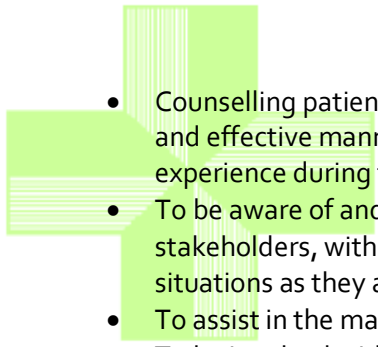 • Counselling patien
and effective mann
experience during
• To be aware of and
stakeholders, with
situations as they a
• To assist in the ma